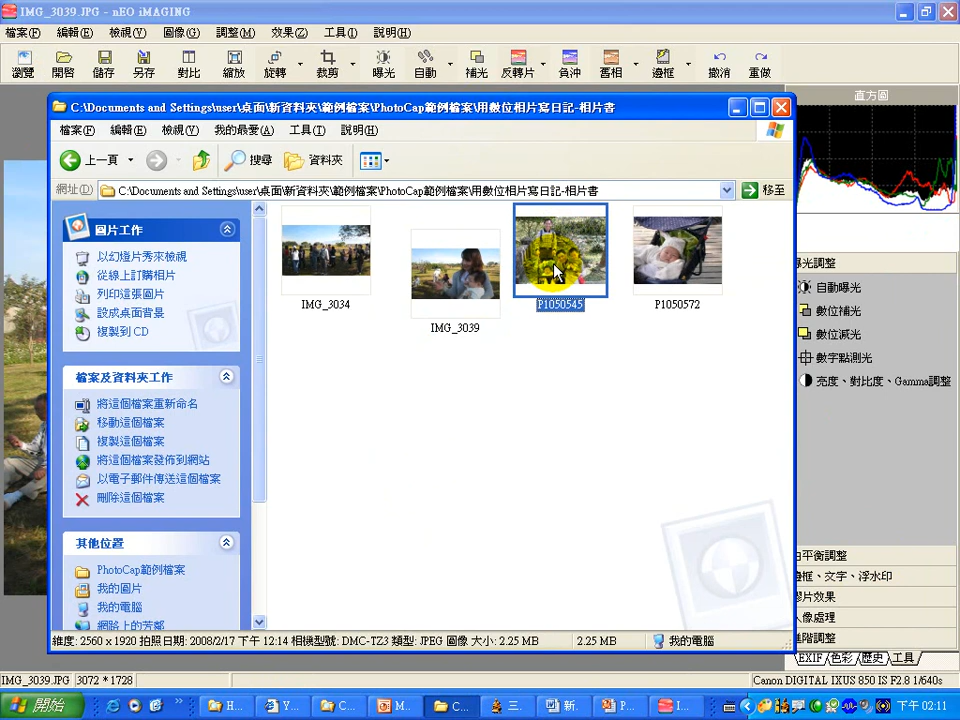 IMG_3039.JPG - nEO iMAGING
檔案(F) 編輯(E) 檢視(V) 圖像(G) 調整(M) 效果(Z) 工具(I) 說明(H)
瀏覽 開啓 儲存 另存 對比 縮放 旋轉 裁剪 曝光 自動 補光 反轉片 負沖 舊相 邊框 撤消 重做
直方圖
C:\Documents and Settings\user\桌面\新資料夾\範例檔案\PhotoCap範例檔案\用數位相片寫日記-相片書
檔案(F) 編輯(E) 檢視(V) 我的最愛(A) 工具(T) 說明(H)
上一頁 搜尋 資料夾
網址(D) C:\Documents and Settings\user\桌面\新資料夾\範例檔案\PhotoCap範例檔案\用數位相片寫日記-相片書 移至
圖片工作
以幻燈片秀來檢視
從線上訂購相片
列印這張圖片
設成桌面背景
複製到 CD
檔案及資料夾工作
將這個檔案重新命名
移動這個檔案
複製這個檔案
將這個檔案發佈到網站
以電子郵件傳送這個檔案
刪除這個檔案
其他位置
PhotoCap範例檔案
我的圖片
我的電腦
網路上的芳鄰
IMG_3034
IMG_3039
P1050545
P1050572
維度: 2560 x 1920 拍照日期: 2008/2/17 下午 12:14 相機型號: DMC-TZ3 類型: JPEG 圖像 大小: 2.25 MB 2.25 MB 我的電腦
曝光調整
自動曝光
數位補光
數位減光
數字點測光
亮度、對比度、Gamma調整
白平衡調整
邊框、文字、浮水印
膠片效果
人像處理
進階調整
EXIF 色彩 歷史 工具
IMG_3039.JPG 3072 * 1728 Canon DIGITAL IXUS 850 IS F2.8 1/640s
開始 H... Y... C... M... C... 三... 新... P... I... 下午 02:11